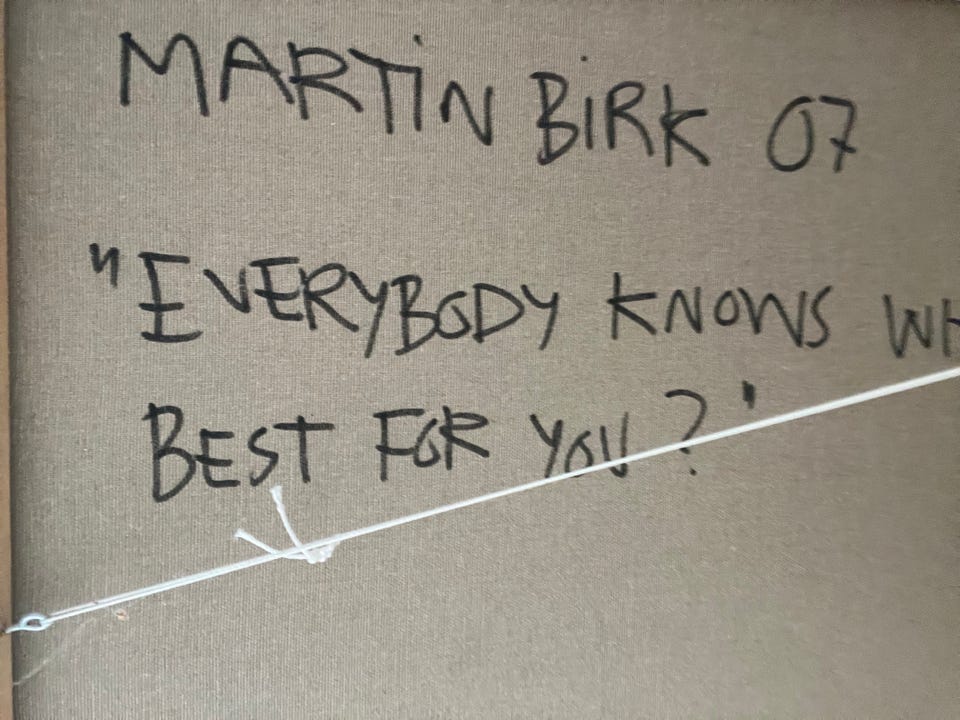 MARTiN BiRK 07
"EVERYBODY KNOWS WH
BEST FOR YOU?'